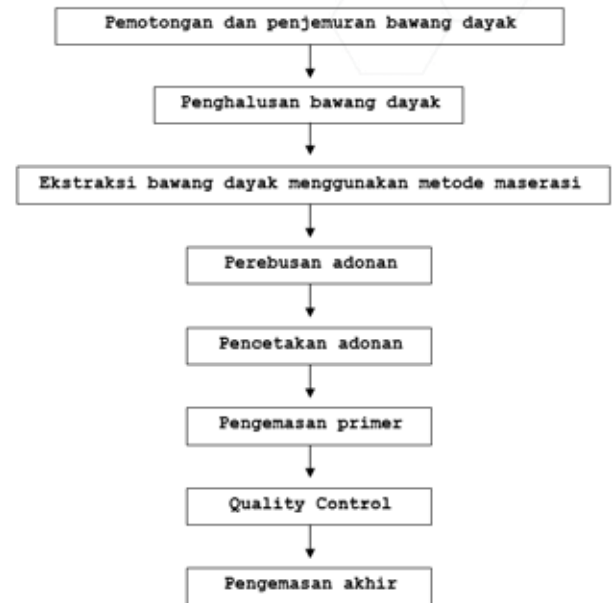 Pemotongan dan penjemuran bawang dayak
Penghalusan bawang dayak
Ekstraksi bawang dayak menggunakan metode maserasi
Perebusan adonan
Pencetakan adonan
Pengemasan primer
Quality Control
Pengemasan akhir